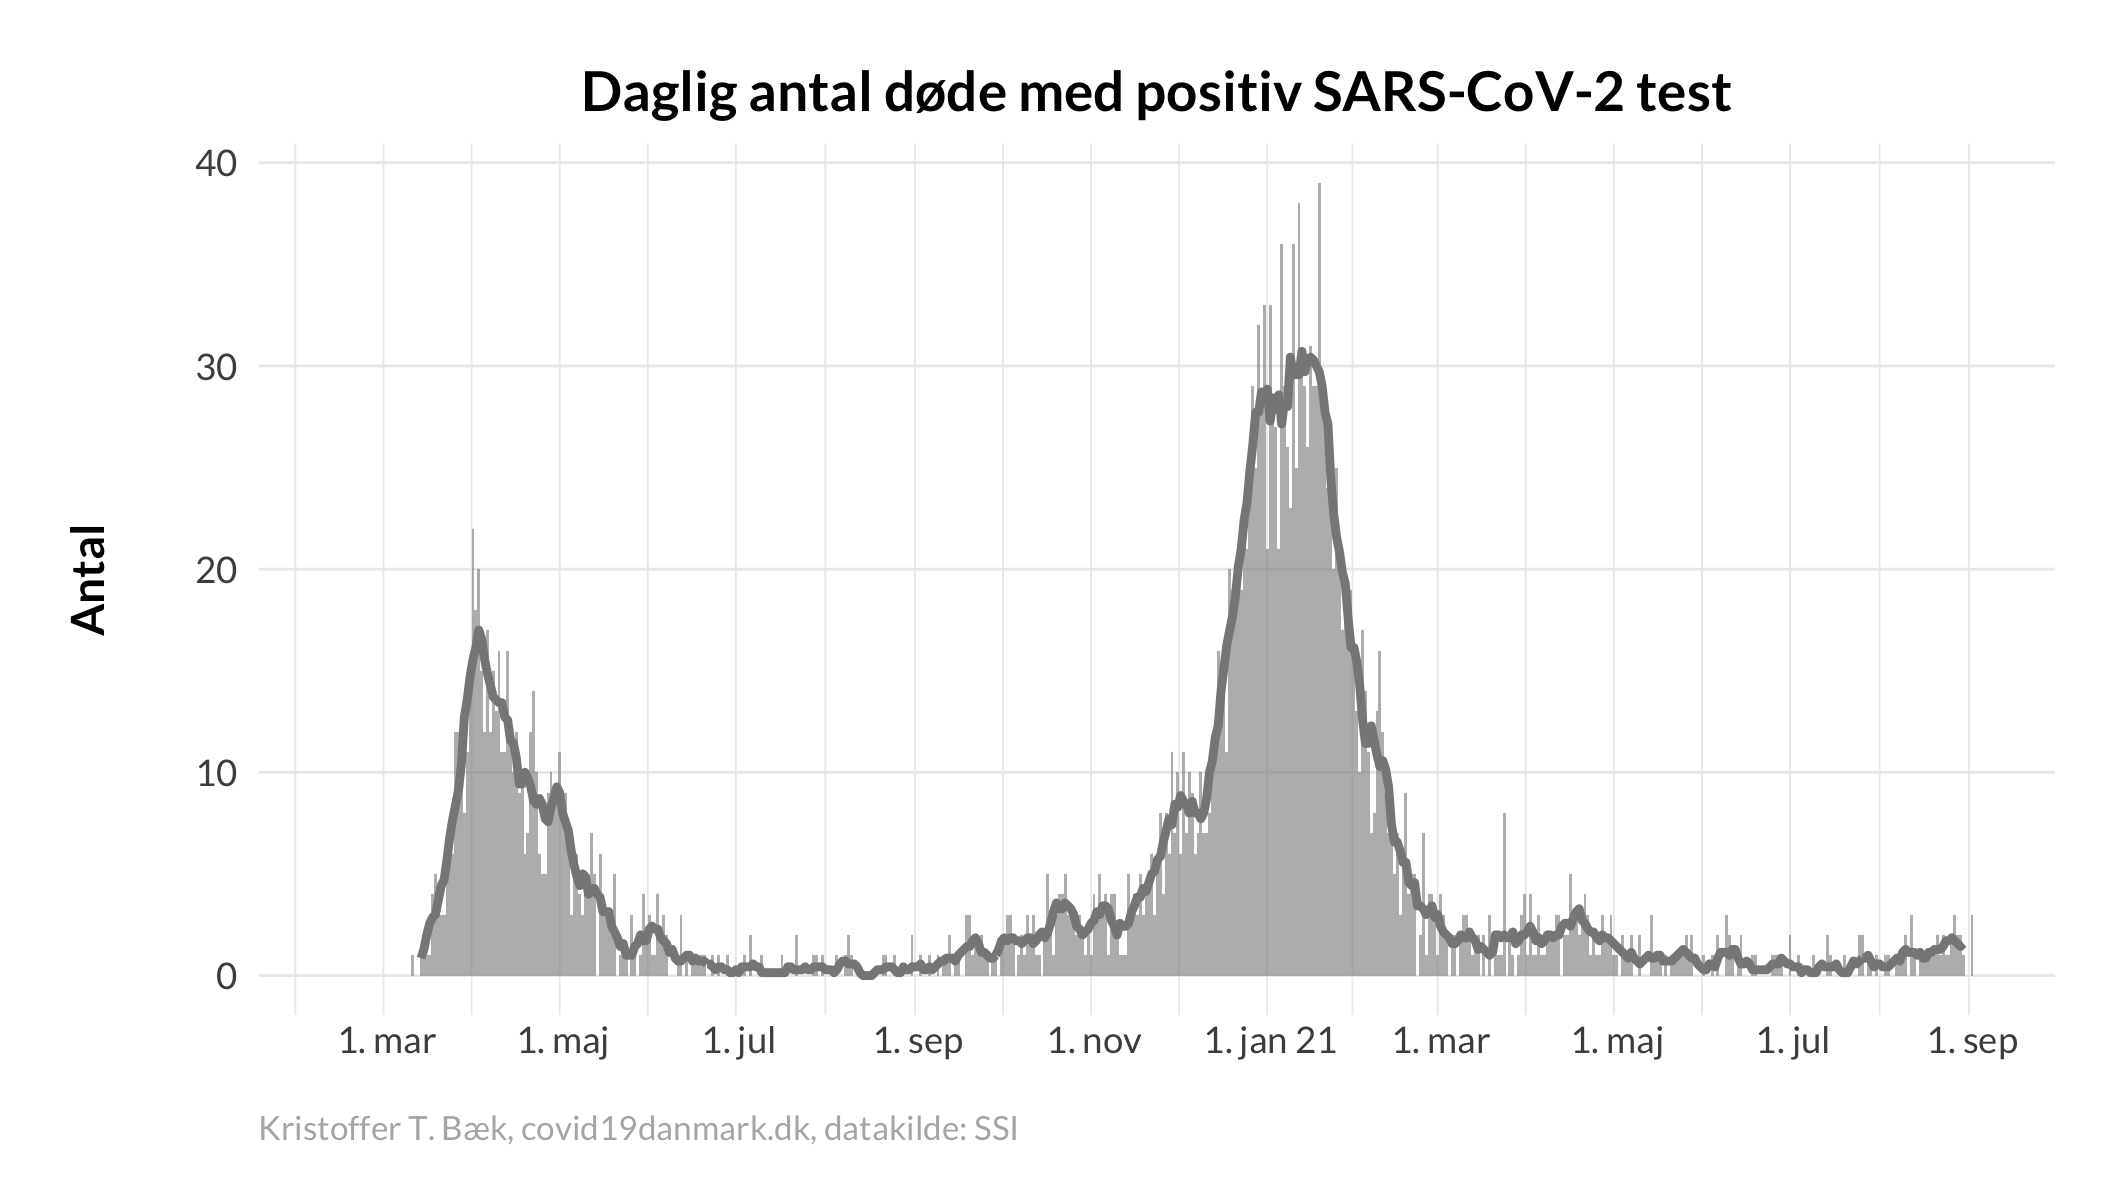 Daglig antal døde med positiv SARS-CoV-2 test
Antal
40
30
20
10
0
1. mar 1. maj 1. jul 1. sep 1. nov 1. jan 21 1. mar 1. maj 1. jul 1. sep
Kristoffer T. Bæk, covid19danmark.dk, datakilde: SSI